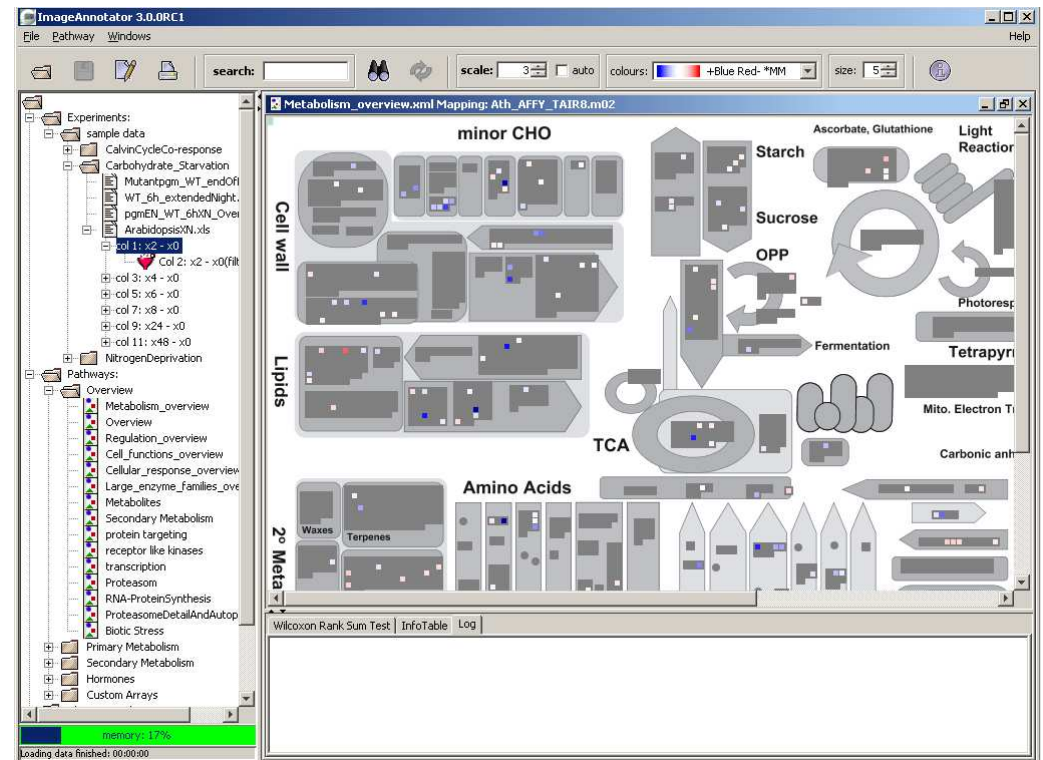 ImageAnnotator 3.0.0RC1
File Pathway Windows Help
search: scale: 3 auto colours: +Blue Red- *MM size: 5
Experiments:
sample data
CalvinCycleCo-response
Carbohydrate_Starvation
Mutantpgm_WT_endOf
WT_6h_extendedNight.
pgmEN_WT_6hXN_Over
ArabidopsisXN.xls
col 1: x2 - x0
Col 2: x2 - x0(filt
col 3: x4 - x0
col 5: x6 - x0
col 7: x8 - x0
col 9: x24 - x0
col 11: x48 - x0
NitrogenDeprivation
Pathways:
Overview
Metabolism_overview
Overview
Regulation_overview
Cell_functions_overview
Cellular_response_overview
Large_enzyme_families_ove
Metabolites
Secondary Metabolism
protein targeting
receptor like kinases
transcription
Proteasom
RNA-ProteinSynthesis
ProteasomeDetailAndAutop
Biotic Stress
Primary Metabolism
Secondary Metabolism
Hormones
Custom Arrays
memory: 17%
Loading data finished: 00:00:00
Metabolism_overview.xml Mapping: Ath_AFFY_TAIR8.m02
minor CHO
Starch
Sucrose
OPP
Fermentation
Ascorbate, Glutathione
Light
Reaction
Photoresp
Tetrapyrr
Mito. Electron Tr
Carbonic anh
Cell wall
Lipids
TCA
Amino Acids
2º Meta
Waxes
Terpenes
Wilcoxon Rank Sum Test InfoTable Log